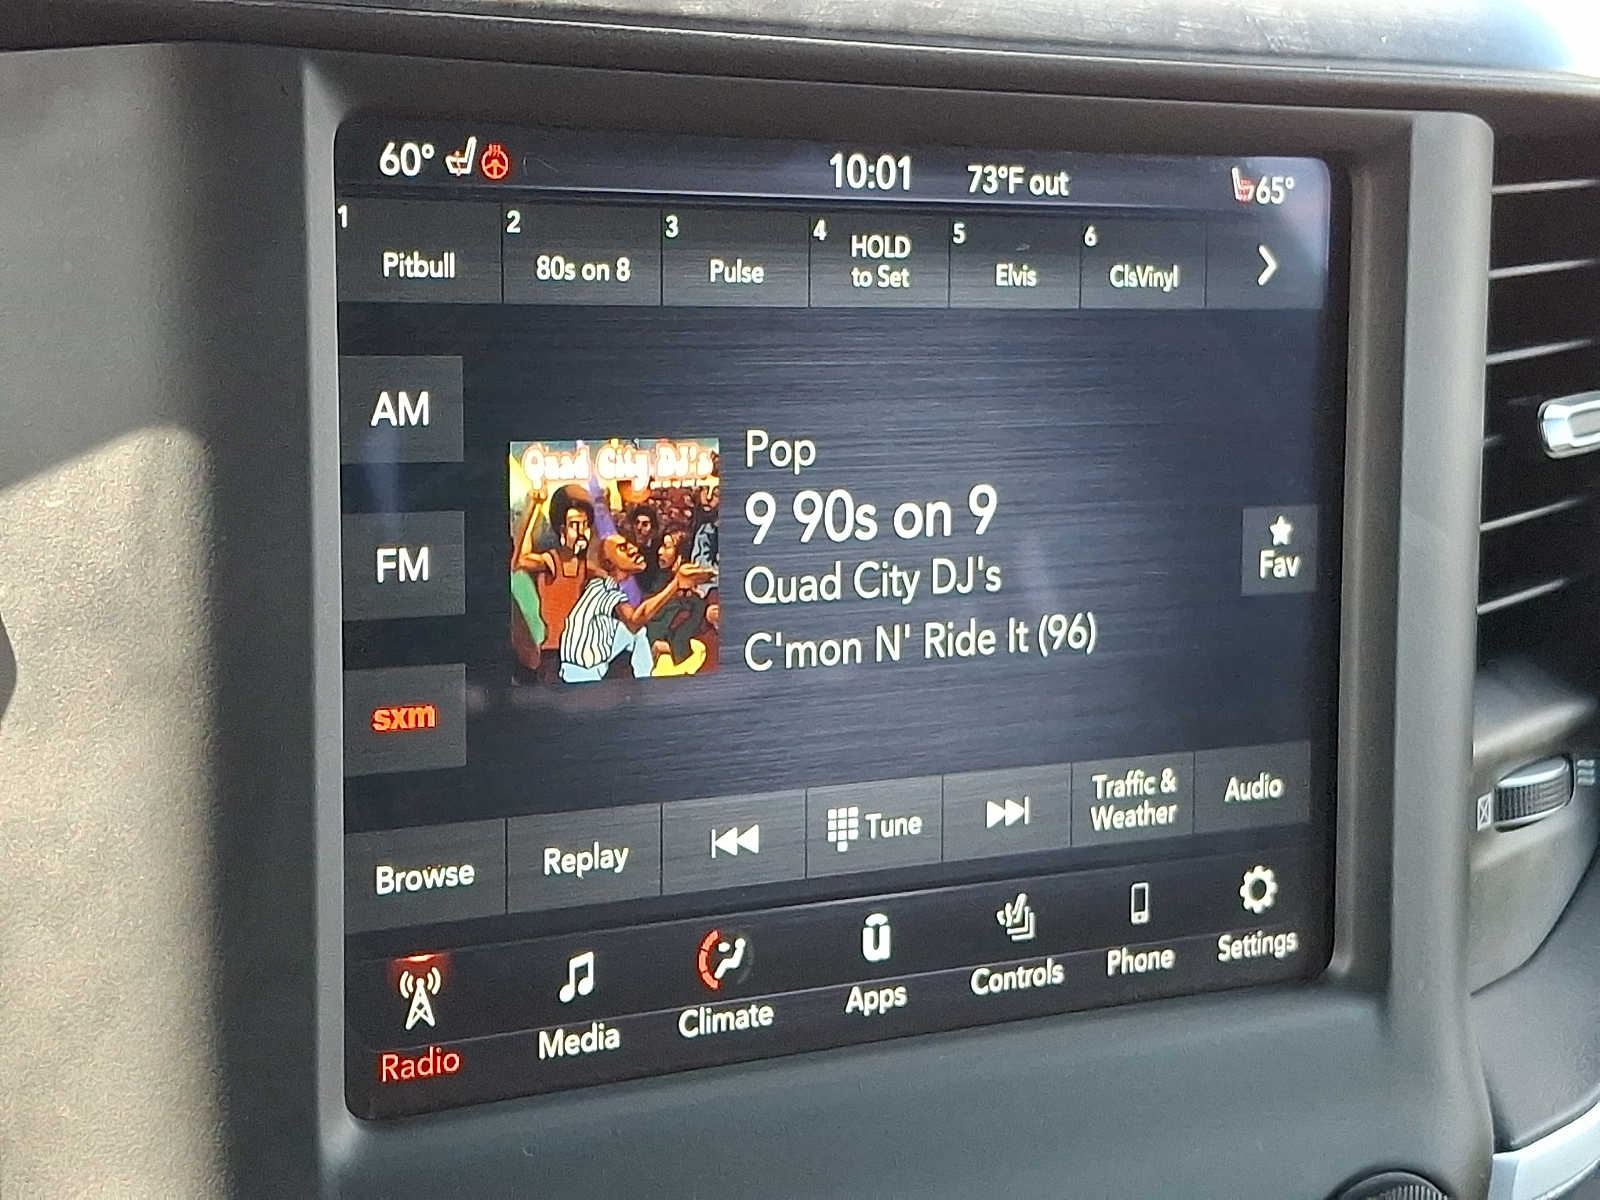 60°
10:01
73°F out
65°
1 Pitbull
2 80s on 8
3 Pulse
4 HOLD
to Set
5 Elvis
6 ClsVinyl
AM
FM
sxm
Quad City DJ's
Pop
9 90s on 9
Quad City DJ's
C'mon N' Ride It (96)
Fav
Browse
Replay
Tune
Traffic &
Weather
Audio
Radio
Media
Climate
Apps
Controls
Phone
Settings